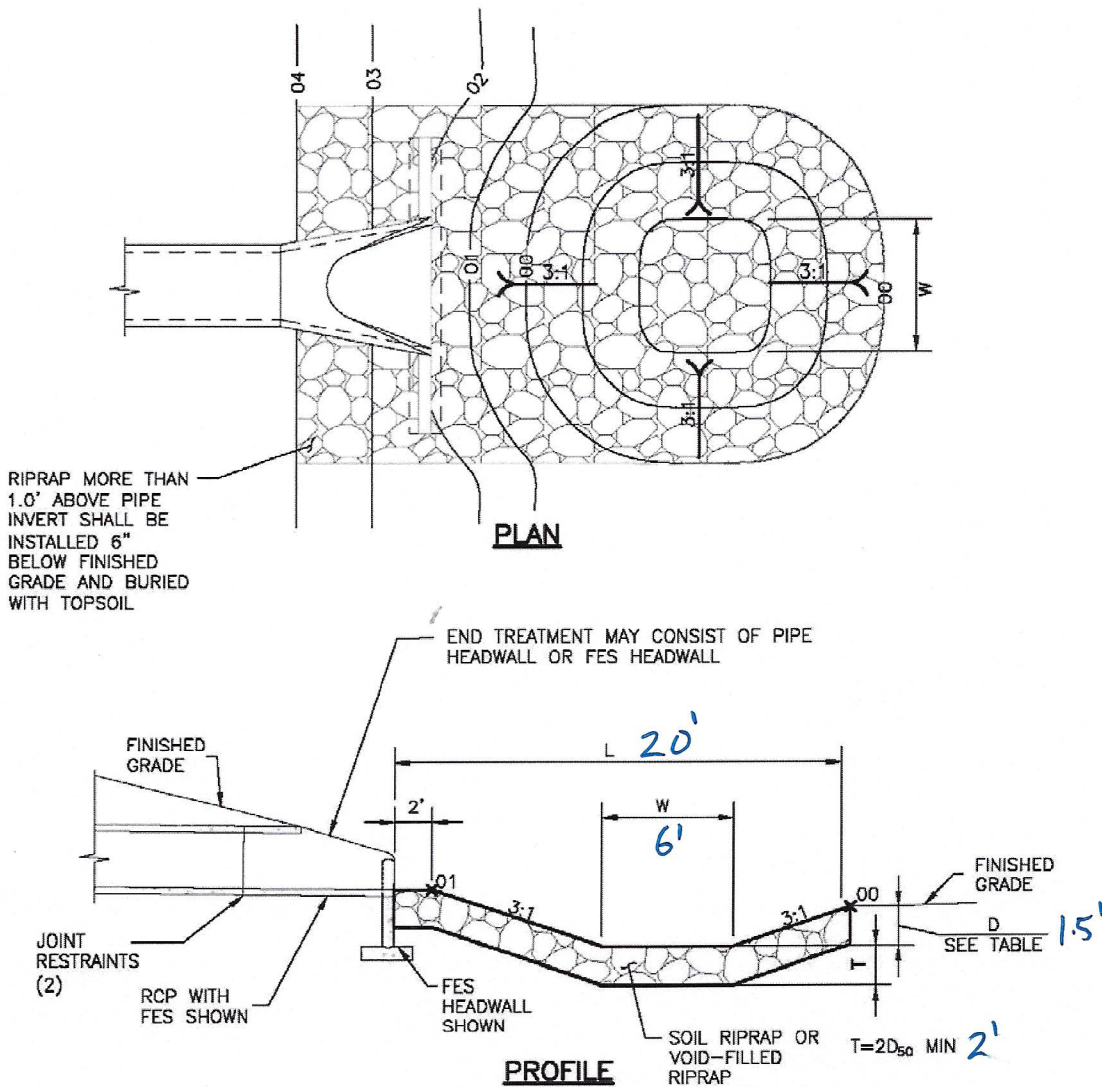 04
03
02
01
00
3:1
3:1
3:1
3:1
00
W
RIPRAP MORE THAN
1.0' ABOVE PIPE
INVERT SHALL BE
INSTALLED 6"
BELOW FINISHED
GRADE AND BURIED
WITH TOPSOIL
PLAN
END TREATMENT MAY CONSIST OF PIPE
HEADWALL OR FES HEADWALL
FINISHED
GRADE
L 20'
2'
W
6'
01
3:1
3:1
00
FINISHED
GRADE
D
SEE TABLE 1.5'
T
JOINT
RESTRAINTS
(2)
RCP WITH
FES SHOWN
FES
HEADWALL
SHOWN
SOIL RIPRAP OR
VOID-FILLED
RIPRAP
T=2D50 MIN 2'
PROFILE